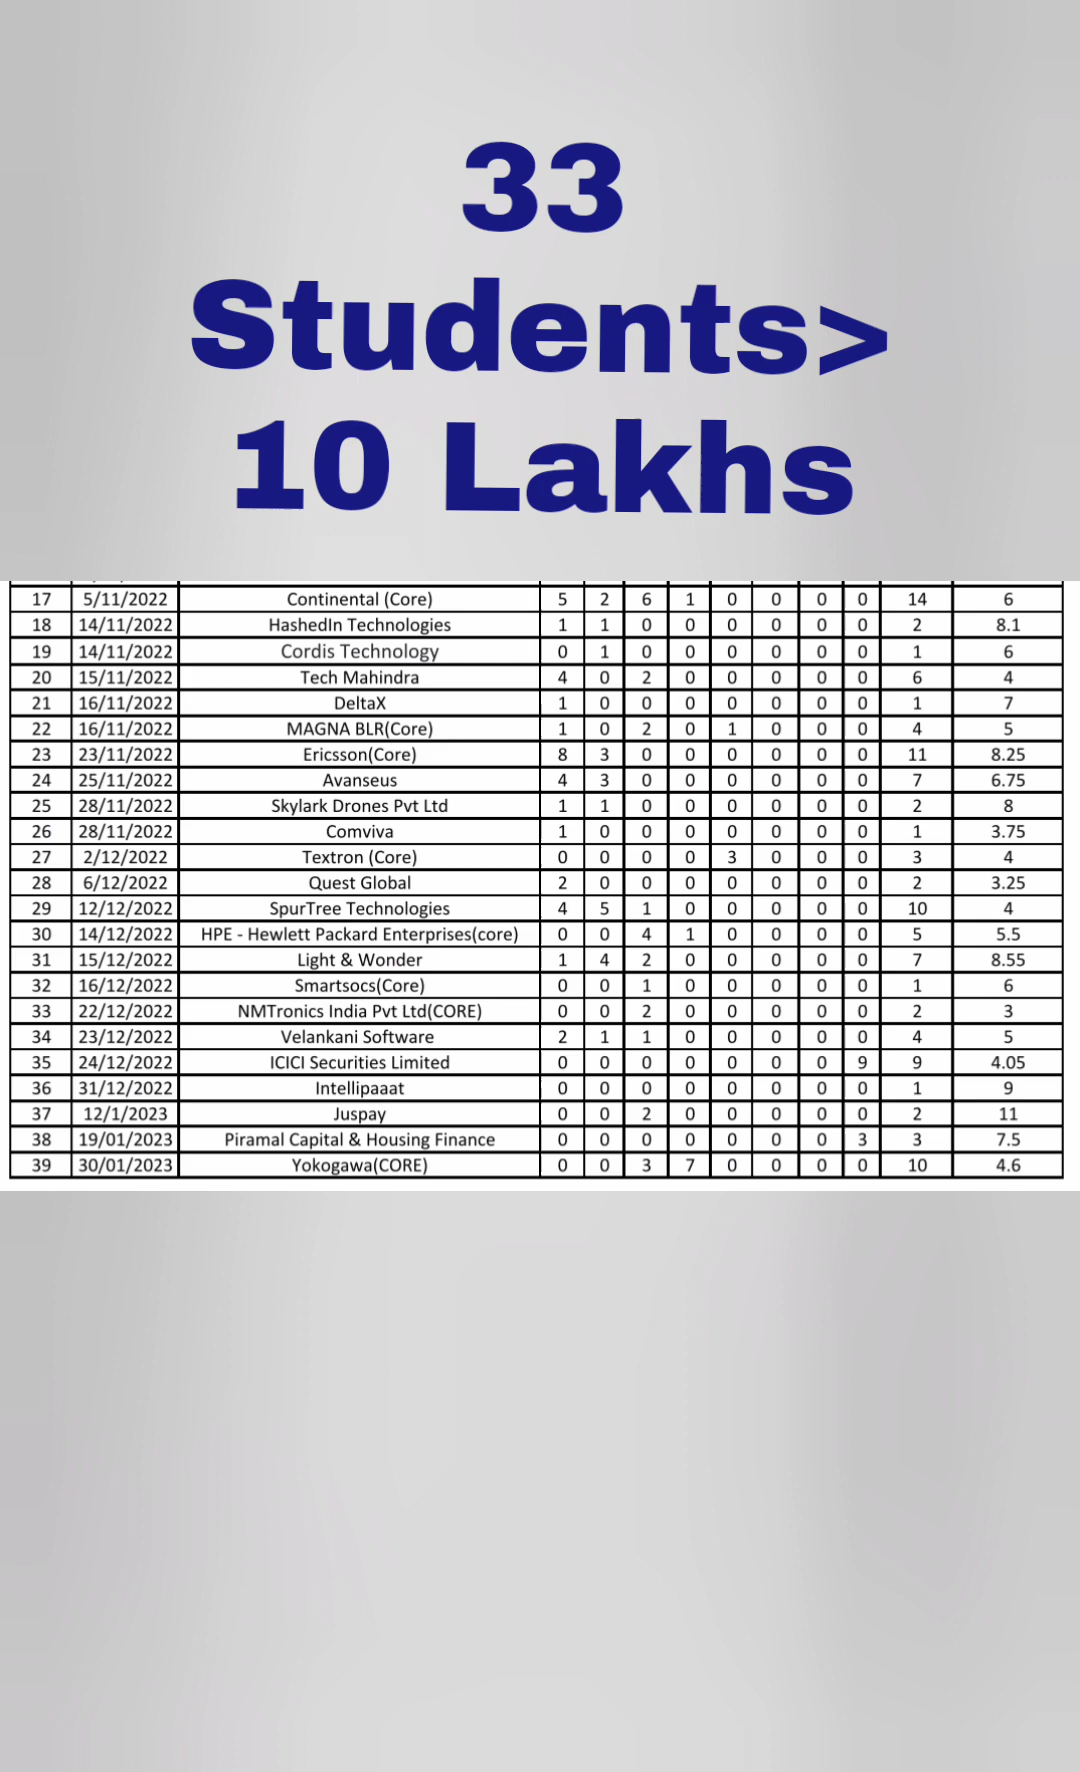 33
Students>
10 Lakhs
17 5/11/2022 Continental (Core) 5 2 6 1 0 0 0 0 14 6
18 14/11/2022 HashedIn Technologies 1 1 0 0 0 0 0 0 2 8.1
19 14/11/2022 Cordis Technology 0 1 0 0 0 0 0 0 1 6
20 15/11/2022 Tech Mahindra 4 0 2 0 0 0 0 0 6 4
21 16/11/2022 DeltaX 1 0 0 0 0 0 0 0 1 7
22 16/11/2022 MAGNA BLR(Core) 1 0 2 0 1 0 0 0 4 5
23 23/11/2022 Ericsson(Core) 8 3 0 0 0 0 0 0 11 8.25
24 25/11/2022 Avanseus 4 3 0 0 0 0 0 0 7 6.75
25 28/11/2022 Skylark Drones Pvt Ltd 1 1 0 0 0 0 0 0 2 8
26 28/11/2022 Comviva 1 0 0 0 0 0 0 0 1 3.75
27 2/12/2022 Textron (Core) 0 0 0 0 3 0 0 0 3 4
28 6/12/2022 Quest Global 2 0 0 0 0 0 0 0 2 3.25
29 12/12/2022 SpurTree Technologies 4 5 1 0 0 0 0 0 10 4
30 14/12/2022 HPE - Hewlett Packard Enterprises(core) 0 0 4 1 0 0 0 0 5 5.5
31 15/12/2022 Light & Wonder 1 4 2 0 0 0 0 0 7 8.55
32 16/12/2022 Smartsocs(Core) 0 0 1 0 0 0 0 0 1 6
33 22/12/2022 NMTronics India Pvt Ltd(CORE) 0 0 2 0 0 0 0 0 2 3
34 23/12/2022 Velankani Software 2 1 1 0 0 0 0 0 4 5
35 24/12/2022 ICICI Securities Limited 0 0 0 0 0 0 0 9 9 4.05
36 31/12/2022 Intellipaaat 0 0 0 0 0 0 0 0 1 9
37 12/1/2023 Juspay 0 0 2 0 0 0 0 0 2 11
38 19/01/2023 Piramal Capital & Housing Finance 0 0 0 0 0 0 0 3 3 7.5
39 30/01/2023 Yokogawa(CORE) 0 0 3 7 0 0 0 0 10 4.6